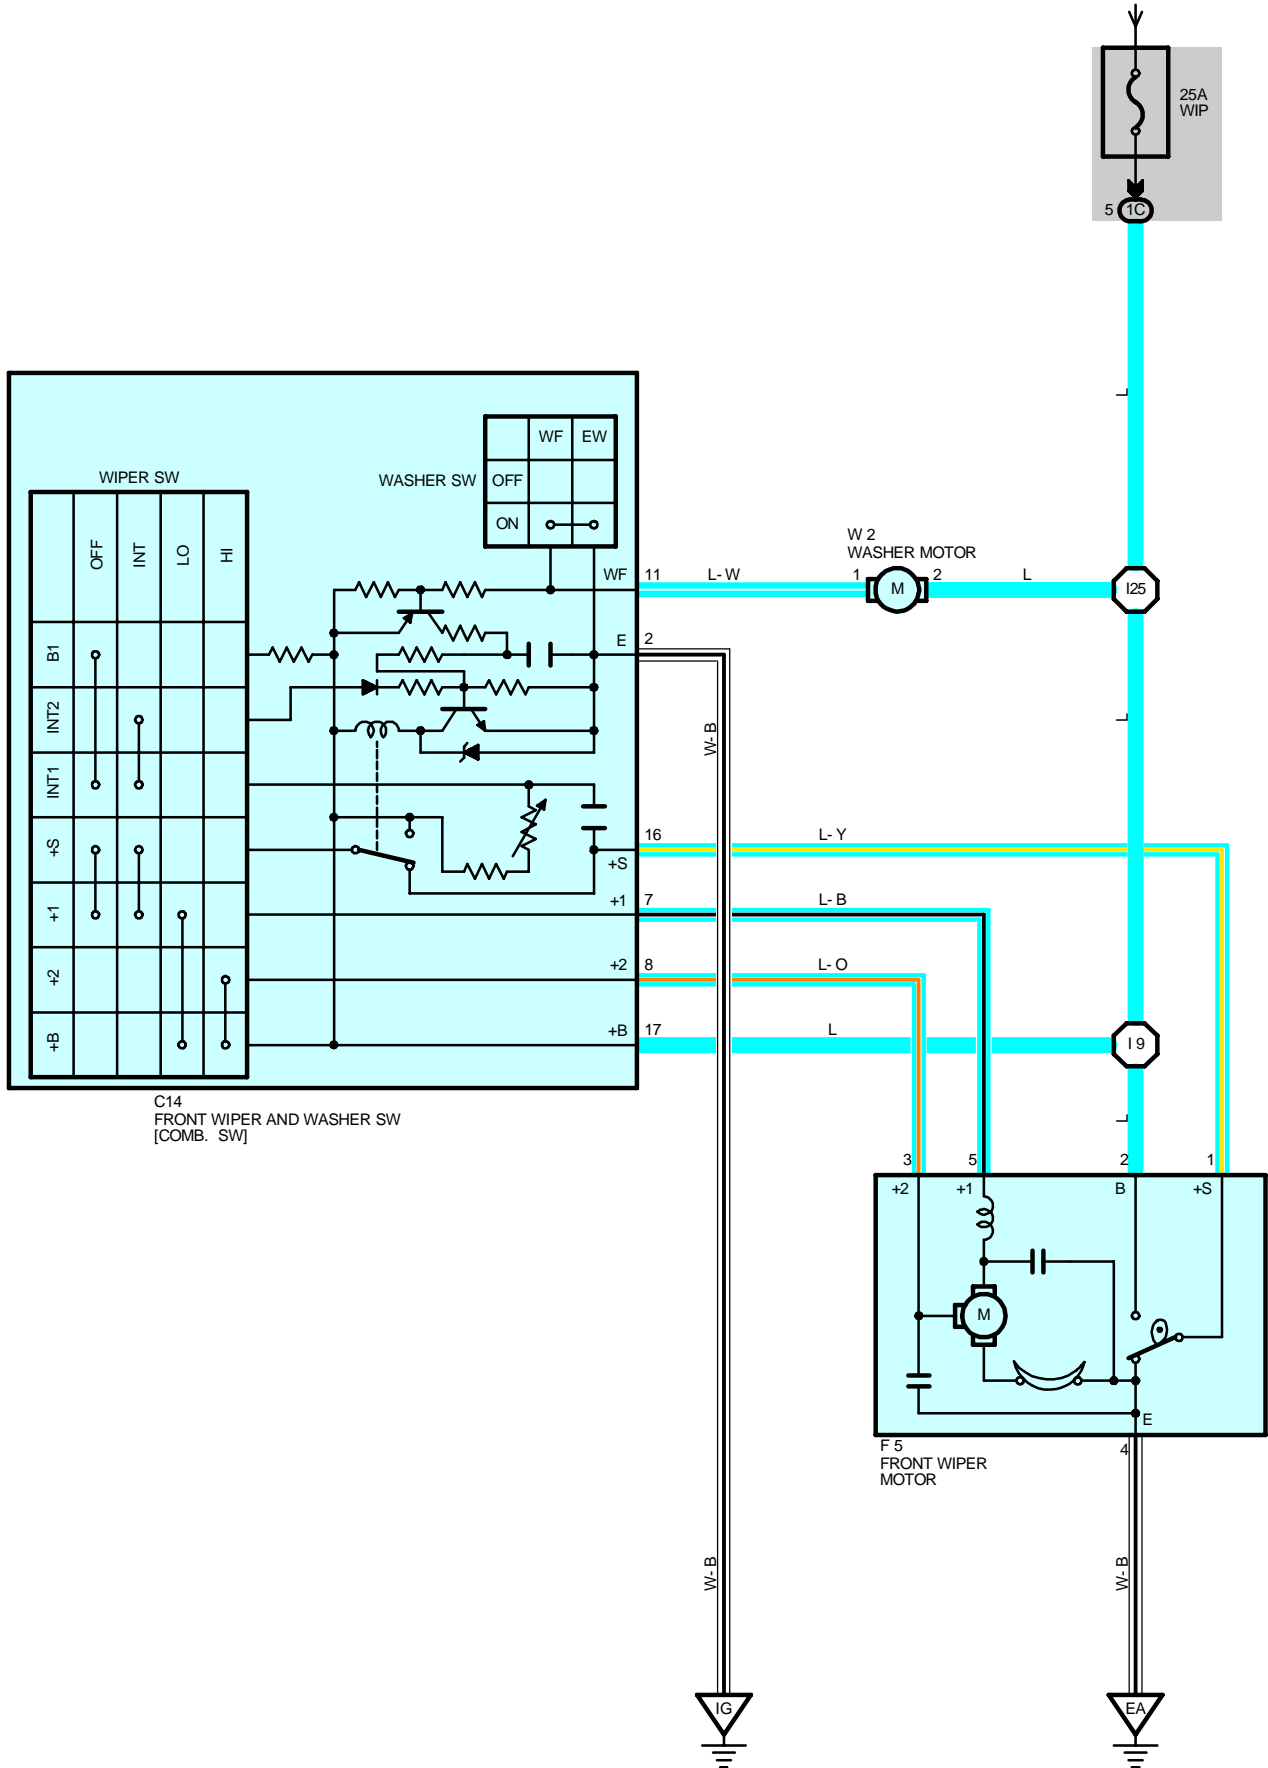 25A
WIP
5 1C
L
WF EW
WIPER SW
WASHER SW OFF
ON
OFF INT LO HI
W 2
WASHER MOTOR
WF 11 L-W 1 M 2 L I25
B1
E 2
INT2
L
W-B
INT1
+S
16 L-Y
+S
+1
+1 7 L-B
+2
+2 8 L-O
+B
+B 17 L I 9
C14
FRONT WIPER AND WASHER SW
[COMB. SW]
L
3 5 2 1
+2 +1 B +S
M
E
F 5
FRONT WIPER
MOTOR
4
W-B W-B
IG EA